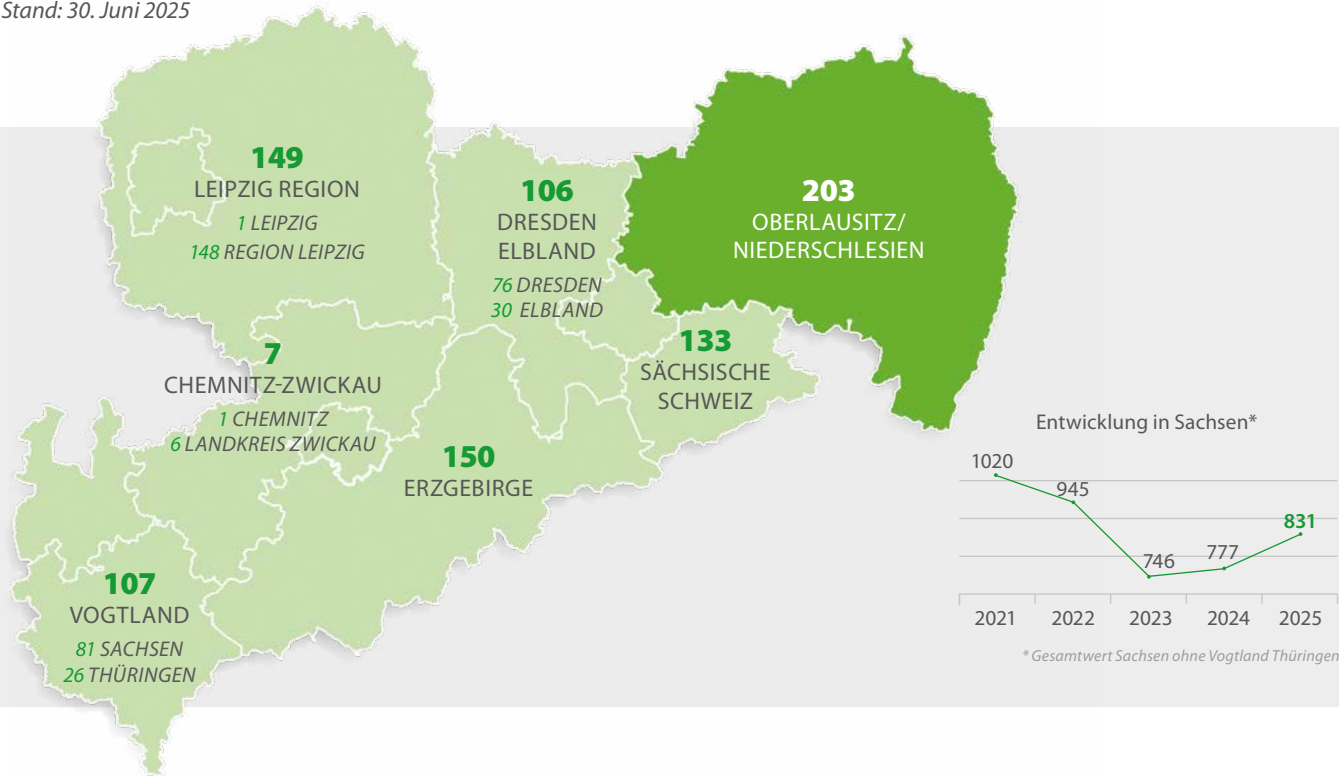 Stand: 30. Juni 2025
149
LEIPZIG REGION
1 LEIPZIG
148 REGION LEIPZIG
106
DRESDEN
ELBLAND
76 DRESDEN
30 ELBLAND
203
OBERLAUSITZ/
NIEDERSCHLESIEN
7
CHEMNITZ-ZWICKAU
1 CHEMNITZ
6 LANDKREIS ZWICKAU
133
SÄCHSISCHE
SCHWEIZ
150
ERZGEBIRGE
107
VOGTLAND
81 SACHSEN
26 THÜRINGEN
Entwicklung in Sachsen*
1020
945
746
777
831
2021 2022 2023 2024 2025
* Gesamtwert Sachsen ohne Vogtland Thüringen